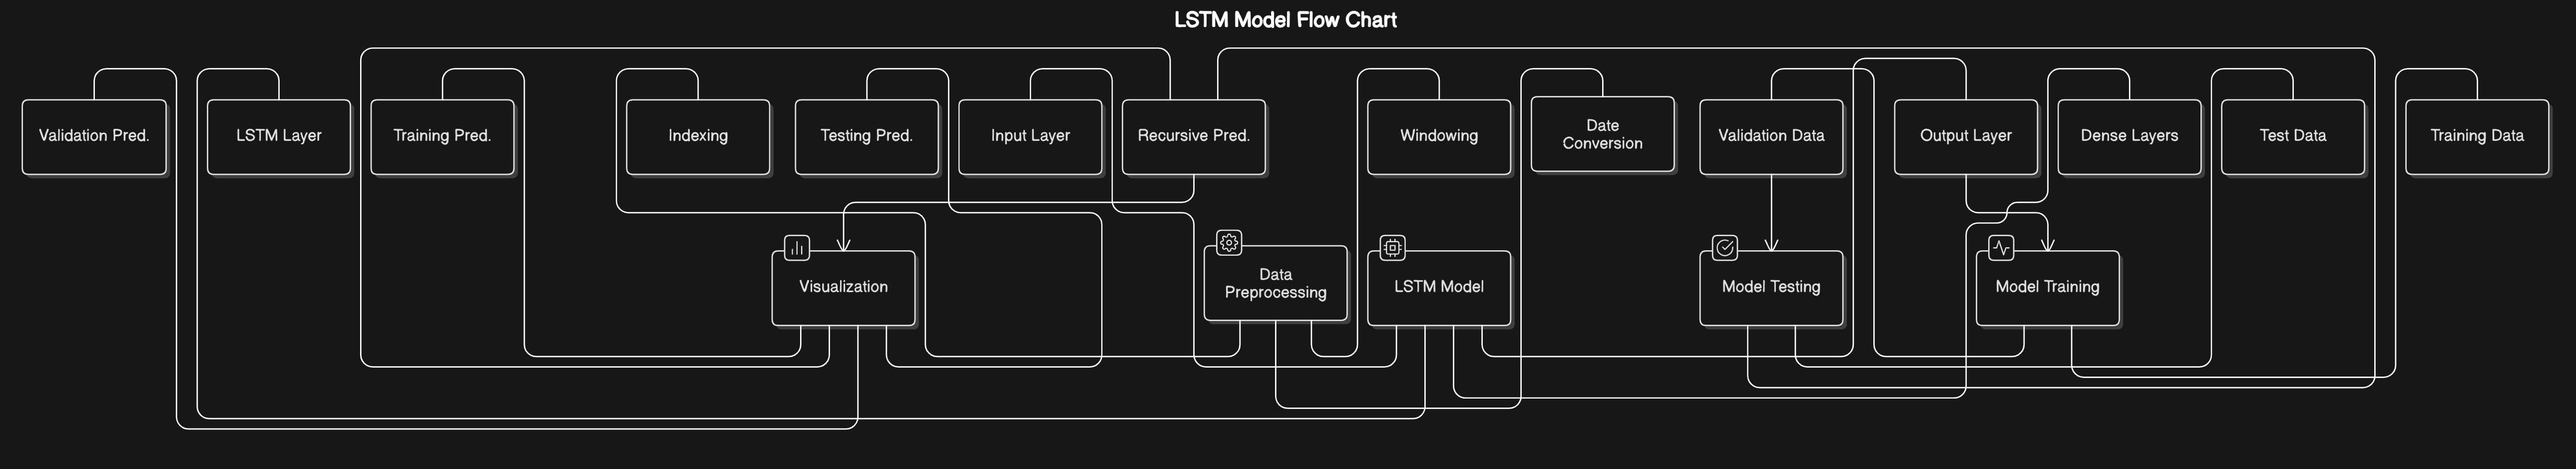 LSTM Model Flow Chart
Validation Pred.
LSTM Layer
Training Pred.
Indexing
Testing Pred.
Input Layer
Recursive Pred.
Windowing
Date
Conversion
Validation Data
Output Layer
Dense Layers
Test Data
Training Data
Visualization
Data
Preprocessing
LSTM Model
Model Testing
Model Training